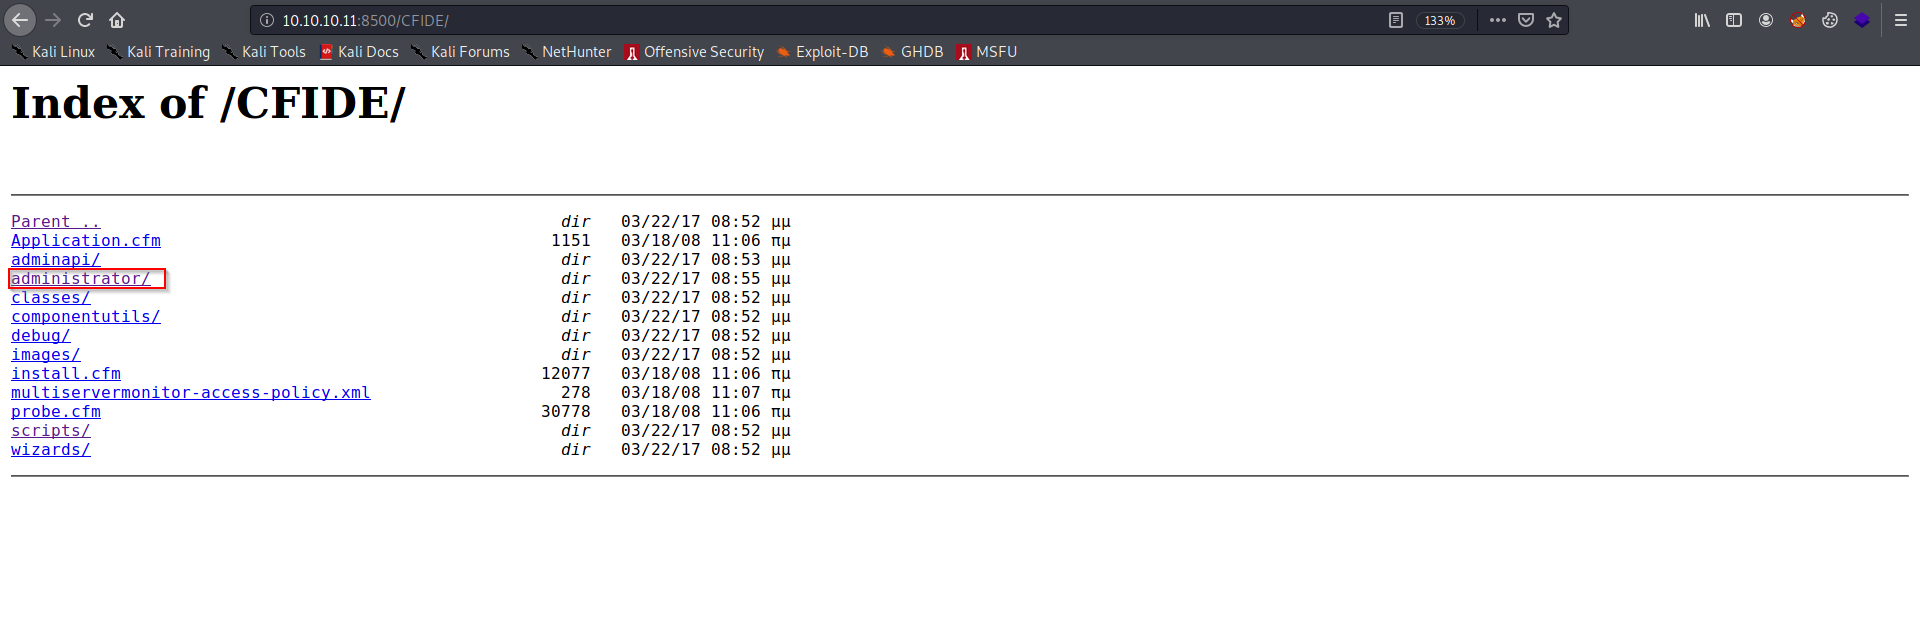 10.10.10.11:8500/CFIDE/ 133%
Kali Linux Kali Training Kali Tools Kali Docs Kali Forums NetHunter Offensive Security Exploit-DB GHDB MSFU
Index of /CFIDE/
Parent .. dir 03/22/17 08:52 μμ
Application.cfm 1151 03/18/08 11:06 πμ
adminapi/ dir 03/22/17 08:53 μμ
administrator/ dir 03/22/17 08:55 μμ
classes/ dir 03/22/17 08:52 μμ
componentutils/ dir 03/22/17 08:52 μμ
debug/ dir 03/22/17 08:52 μμ
images/ dir 03/22/17 08:52 μμ
install.cfm 12077 03/18/08 11:06 πμ
multiservermonitor-access-policy.xml 278 03/18/08 11:07 πμ
probe.cfm 30778 03/18/08 11:06 πμ
scripts/ dir 03/22/17 08:52 μμ
wizards/ dir 03/22/17 08:52 μμ